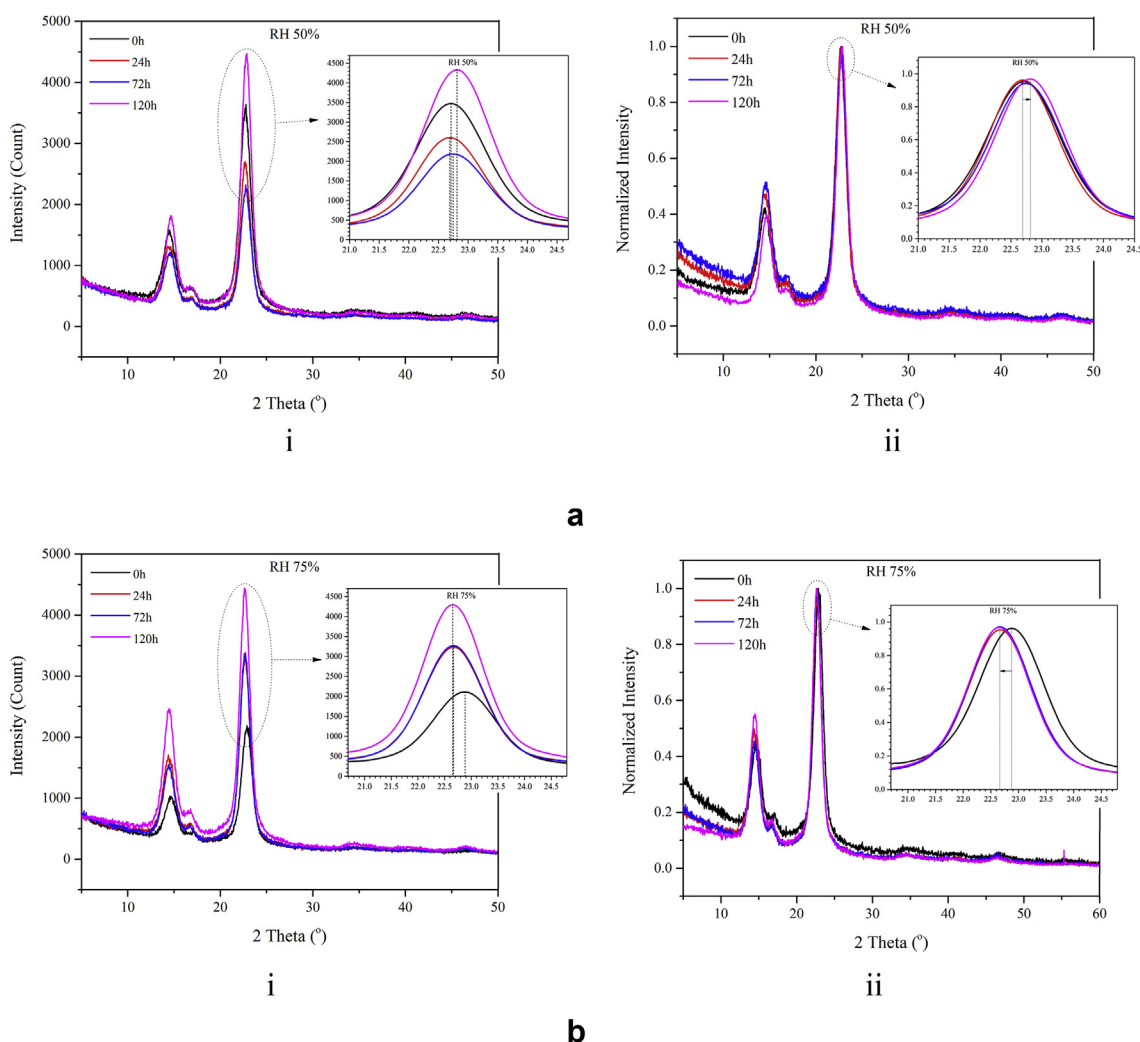 RH 50%
0h
24h
72h
120h
Intensity (Count)
5000
4000
3000
2000
1000
0
10 20 30 40 50
2 Theta (°)
RH 50%
4500
4000
3500
3000
2500
2000
1500
1000
500
0
21.0 21.5 22.0 22.5 23.0 23.5 24.0 24.5
i
RH 50%
0h
24h
72h
120h
Normalized Intensity
1.0
0.8
0.6
0.4
0.2
0.0
10 20 30 40 50
2 Theta (°)
RH 50%
1.0
0.8
0.6
0.4
0.2
0.0
21.0 21.5 22.0 22.5 23.0 23.5 24.0 24.5
ii
a
RH 75%
0h
24h
72h
120h
Intensity (Count)
5000
4000
3000
2000
1000
0
10 20 30 40 50
2 Theta (°)
RH 75%
4500
4000
3500
3000
2500
2000
1500
1000
500
0
21.0 21.5 22.0 22.5 23.0 23.5 24.0 24.5
i
RH 75%
0h
24h
72h
120h
Normalized Intensity
1.0
0.8
0.6
0.4
0.2
0.0
5 10 20 30 40 50 60
2 Theta (°)
RH 75%
1.0
0.8
0.6
0.4
0.2
0.0
21.0 21.5 22.0 22.5 23.0 23.5 24.0 24.5
ii
b